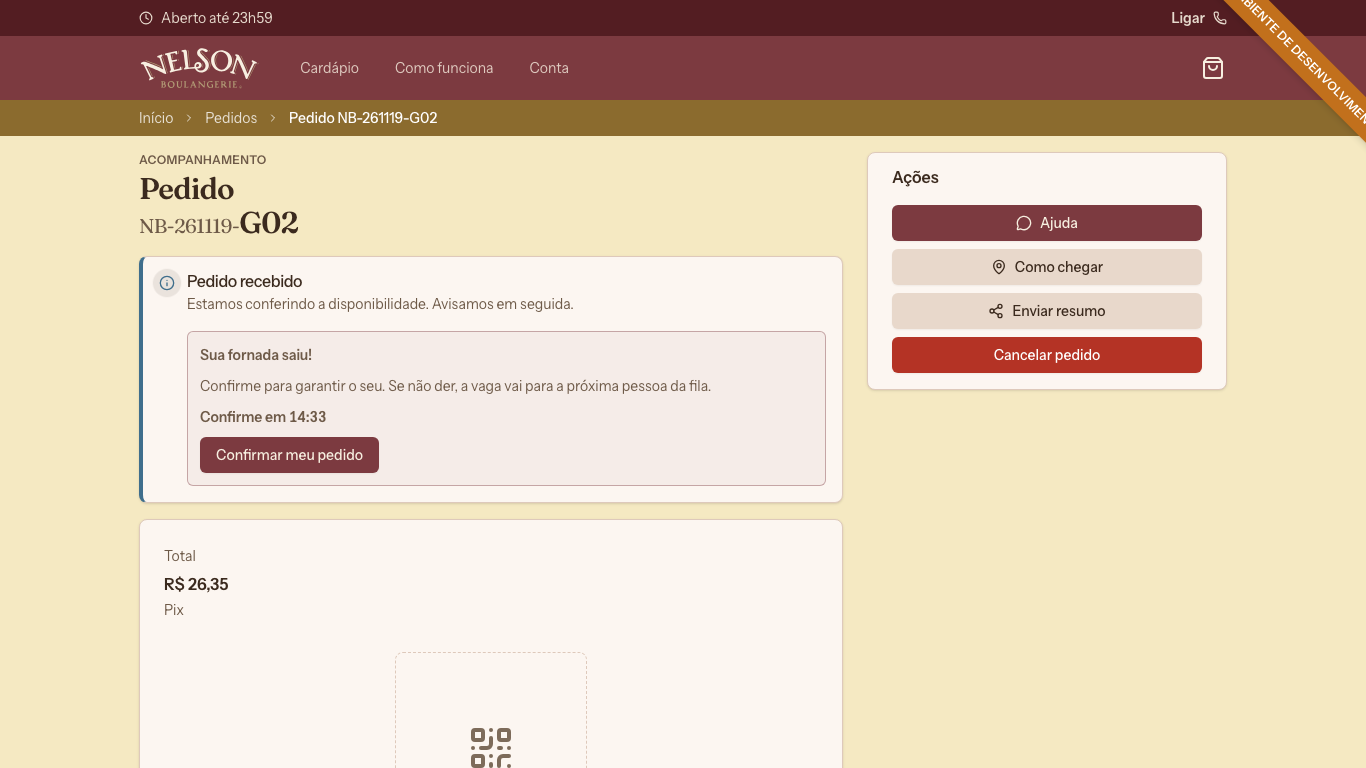 Aberto até 23h59
Ligar
NELSON
BOULANGERIE
Cardápio
Como funciona
Conta
BIENTE DE DESENVOLVIMEN
Início
Pedidos
Pedido NB-261119-G02
ACOMPANHAMENTO
Pedido
NB-261119-G02
Pedido recebido
Estamos conferindo a disponibilidade. Avisamos em seguida.
Sua fornada saiu!
Confirme para garantir o seu. Se não der, a vaga vai para a próxima pessoa da fila.
Confirme em 14:33
Confirmar meu pedido
Total
R$ 26,35
Pix
Ações
Ajuda
Como chegar
Enviar resumo
Cancelar pedido